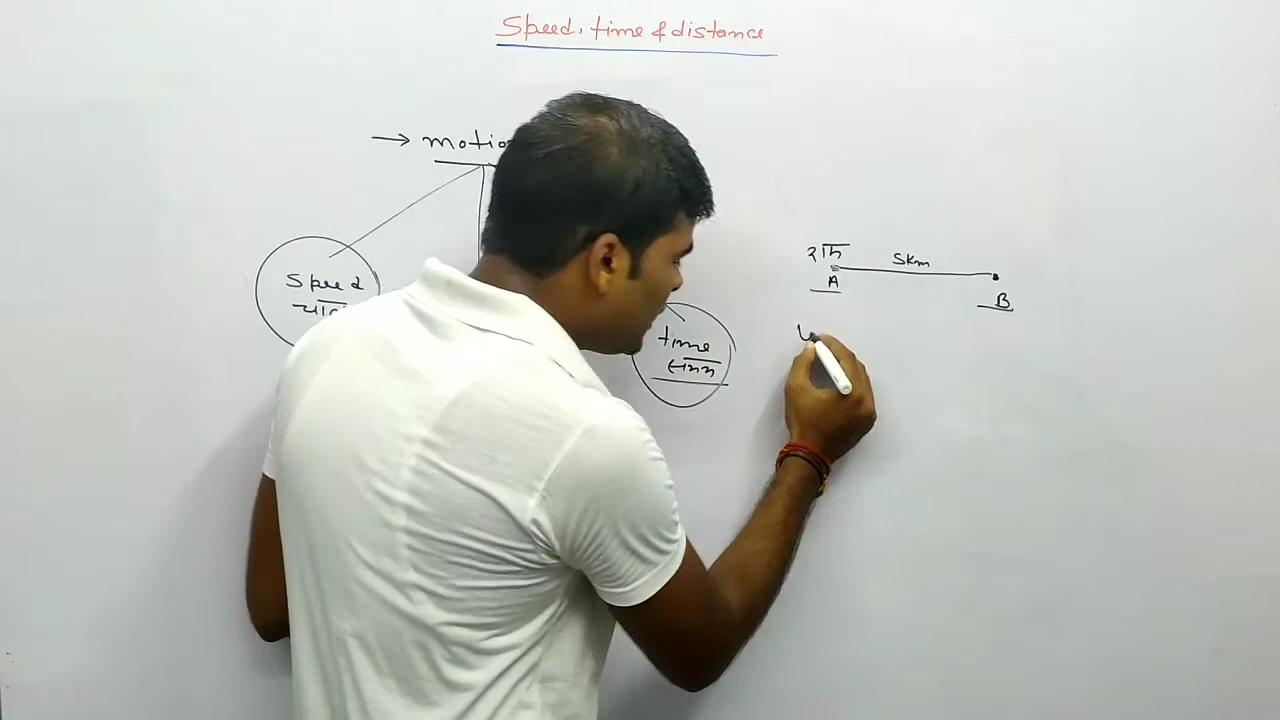 Speed, time & distance
→ motio
Speed
time
समय
राम
5km
A
B